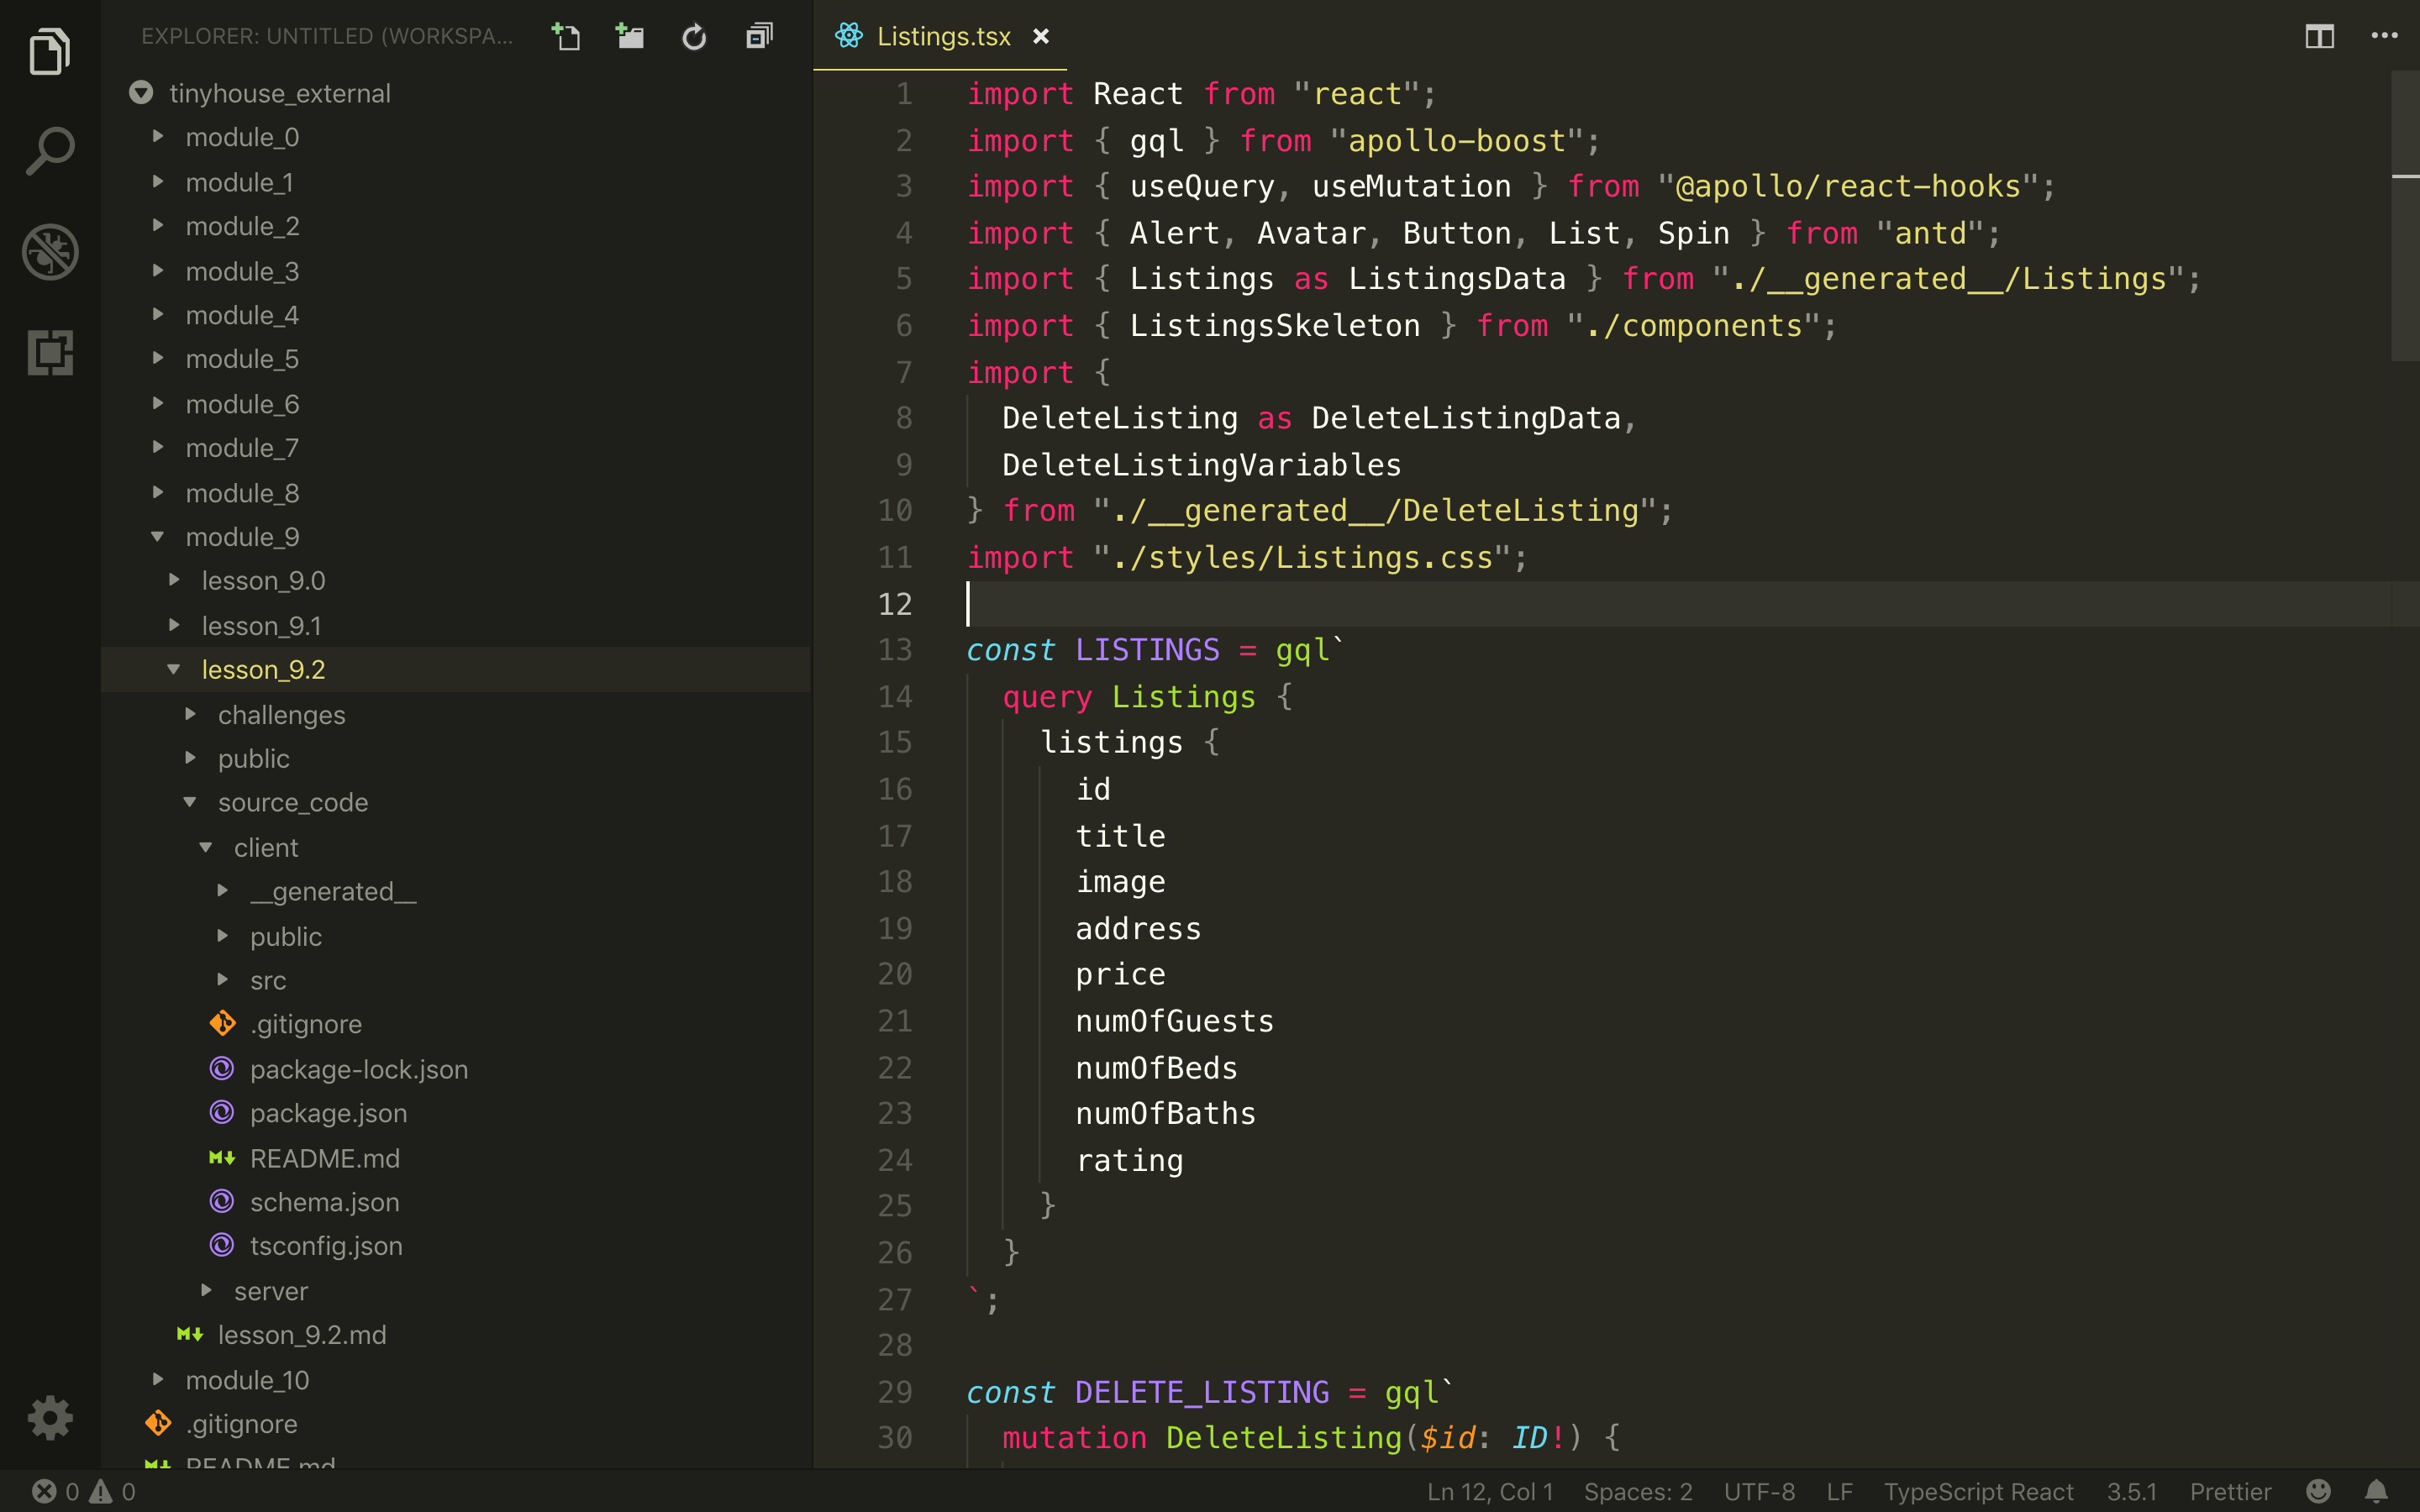 EXPLORER: UNTITLED (WORKSPA...
tinyhouse_external
module_0
module_1
module_2
module_3
module_4
module_5
module_6
module_7
module_8
module_9
lesson_9.0
lesson_9.1
lesson_9.2
challenges
public
source_code
client
__generated__
public
src
.gitignore
package-lock.json
package.json
README.md
schema.json
tsconfig.json
server
lesson_9.2.md
module_10
.gitignore
README.md
Listings.tsx
1 import React from "react";
2 import { gql } from "apollo-boost";
3 import { useQuery, useMutation } from "@apollo/react-hooks";
4 import { Alert, Avatar, Button, List, Spin } from "antd";
5 import { Listings as ListingsData } from "./__generated__/Listings";
6 import { ListingsSkeleton } from "./components";
7 import {
8   DeleteListing as DeleteListingData,
9   DeleteListingVariables
10 } from "./__generated__/DeleteListing";
11 import "./styles/Listings.css";
12
13 const LISTINGS = gql`
14   query Listings {
15     listings {
16       id
17       title
18       image
19       address
20       price
21       numOfGuests
22       numOfBeds
23       numOfBaths
24       rating
25     }
26   }
27 `;
28
29 const DELETE_LISTING = gql`
30   mutation DeleteListing($id: ID!) {
0 0 Ln 12, Col 1 Spaces: 2 UTF-8 LF TypeScript React 3.5.1 Prettier